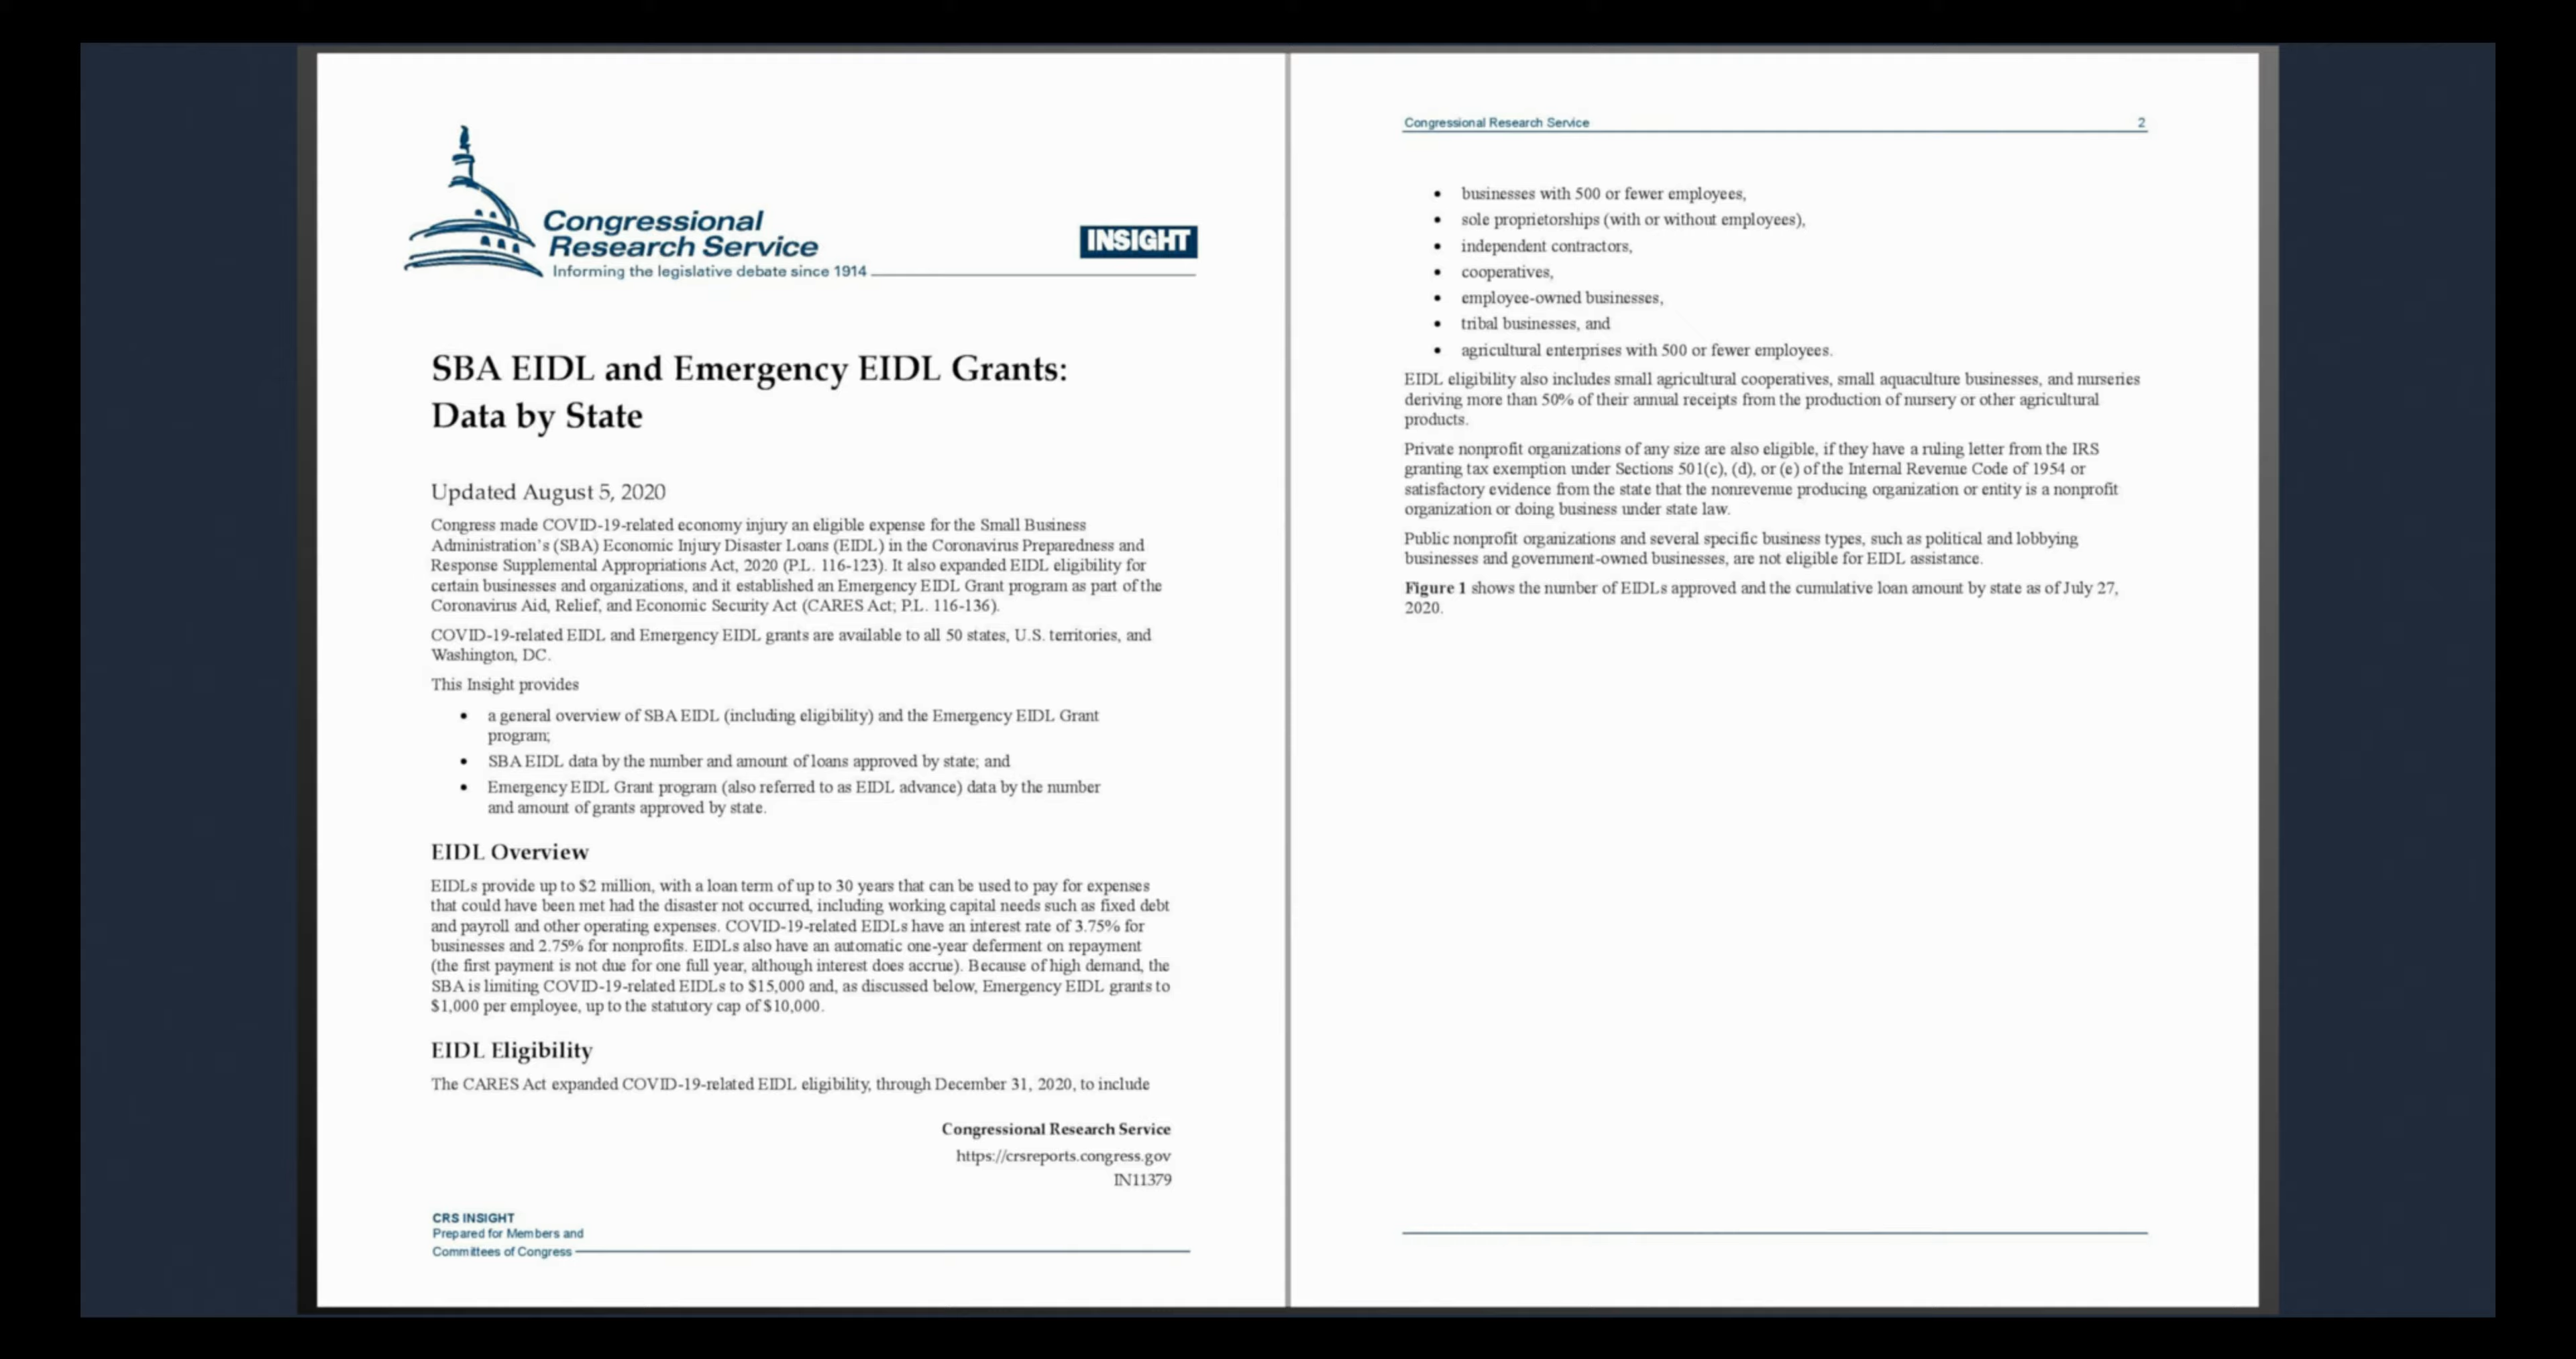 Congressional
Research Service
Informing the legislative debate since 1914
INSIGHT
SBA EIDL and Emergency EIDL Grants:
Data by State
Updated August 5, 2020
Congress made COVID-19-related economy injury an eligible expense for the Small Business
Administration's (SBA) Economic Injury Disaster Loans (EIDL) in the Coronavirus Preparedness and
Response Supplemental Appropriations Act, 2020 (P.L. 116-123). It also expanded EIDL eligibility for
certain businesses and organizations, and it established an Emergency EIDL Grant program as part of the
Coronavirus Aid, Relief, and Economic Security Act (CARES Act; P.L. 116-136).
COVID-19-related EIDL and Emergency EIDL grants are available to all 50 states, U.S. territories, and
Washington, DC.
This Insight provides
• a general overview of SBA EIDL (including eligibility) and the Emergency EIDL Grant
program;
• SBA EIDL data by the number and amount of loans approved by state; and
• Emergency EIDL Grant program (also referred to as EIDL advance) data by the number
and amount of grants approved by state.
EIDL Overview
EIDLs provide up to $2 million, with a loan term of up to 30 years that can be used to pay for expenses
that could have been met had the disaster not occurred, including working capital needs such as fixed debt
and payroll and other operating expenses. COVID-19-related EIDLs have an interest rate of 3.75% for
businesses and 2.75% for nonprofits. EIDLs also have an automatic one-year deferment on repayment
(the first payment is not due for one full year, although interest does accrue). Because of high demand, the
SBA is limiting COVID-19-related EIDLs to $15,000 and, as discussed below, Emergency EIDL grants to
$1,000 per employee, up to the statutory cap of $10,000.
EIDL Eligibility
The CARES Act expanded COVID-19-related EIDL eligibility, through December 31, 2020, to include
Congressional Research Service
https://crsreports.congress.gov
IN11379
CRS INSIGHT
Prepared for Members and
Committees of Congress
Congressional Research Service 2
• businesses with 500 or fewer employees,
• sole proprietorships (with or without employees),
• independent contractors,
• cooperatives,
• employee-owned businesses,
• tribal businesses, and
• agricultural enterprises with 500 or fewer employees.
EIDL eligibility also includes small agricultural cooperatives, small aquaculture businesses, and nurseries
deriving more than 50% of their annual receipts from the production of nursery or other agricultural
products.
Private nonprofit organizations of any size are also eligible, if they have a ruling letter from the IRS
granting tax exemption under Sections 501(c), (d), or (e) of the Internal Revenue Code of 1954 or
satisfactory evidence from the state that the nonrevenue producing organization or entity is a nonprofit
organization or doing business under state law.
Public nonprofit organizations and several specific business types, such as political and lobbying
businesses and government-owned businesses, are not eligible for EIDL assistance.
Figure 1 shows the number of EIDLs approved and the cumulative loan amount by state as of July 27,
2020.